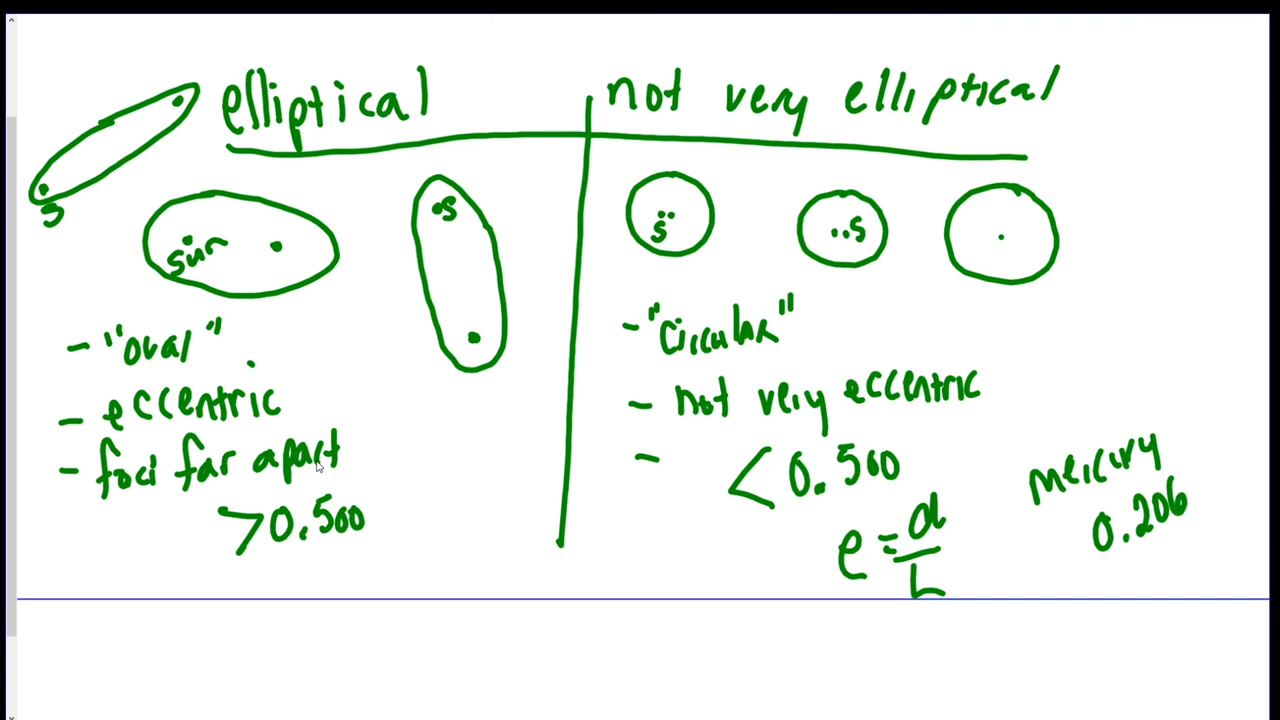 elliptical
not very elliptical
s
sun
s
s
s
- "oval"
- eccentric
- foci far apart
>0.500
- "circular"
- not very eccentric
-
<0.500
e = d/L
mercury
0.206